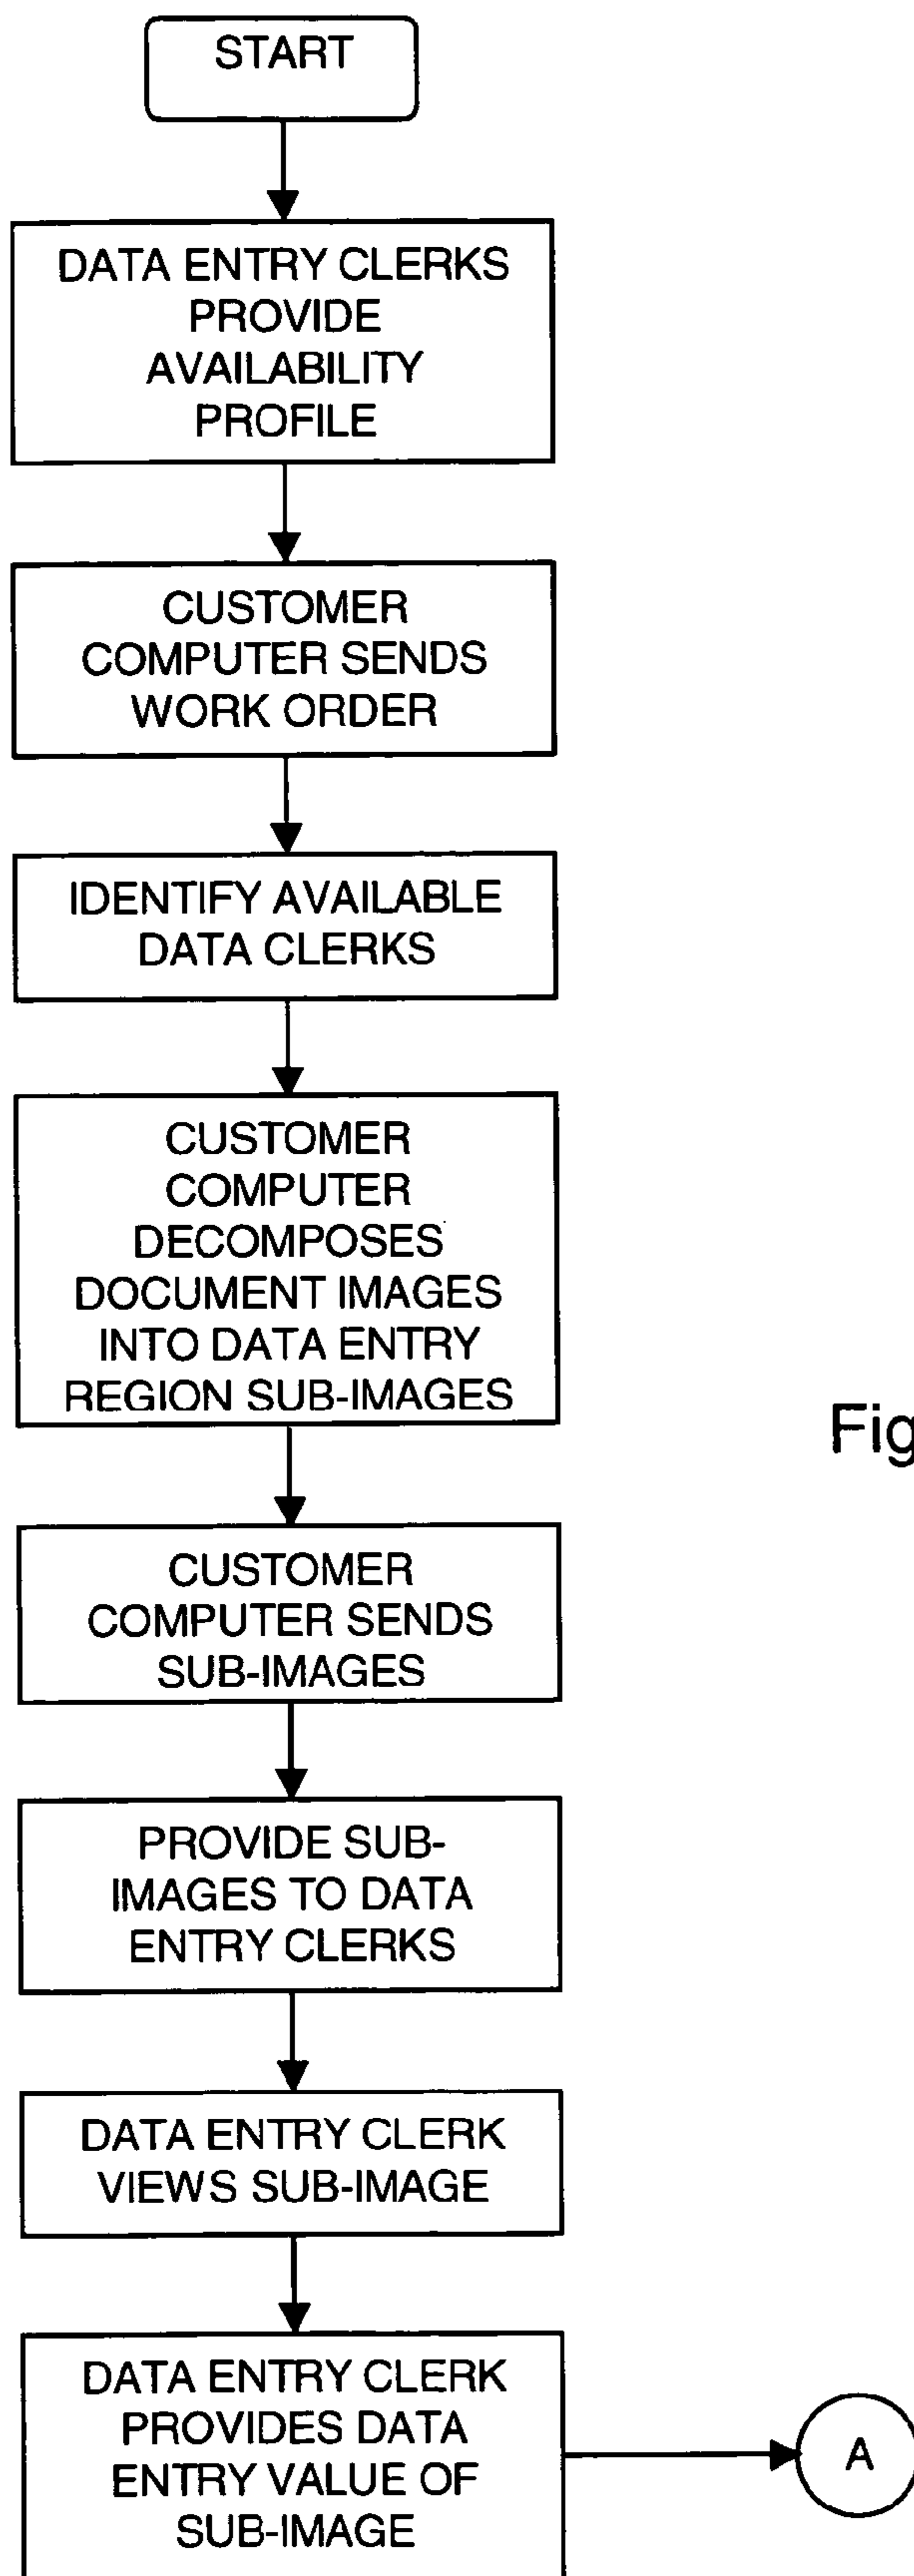 START
DATA ENTRY CLERKS
PROVIDE
AVAILABILITY
PROFILE
CUSTOMER
COMPUTER SENDS
WORK ORDER
IDENTIFY AVAILABLE
DATA CLERKS
CUSTOMER
COMPUTER
DECOMPOSES
DOCUMENT IMAGES
INTO DATA ENTRY
REGION SUB-IMAGES
Fig
CUSTOMER
COMPUTER SENDS
SUB-IMAGES
PROVIDE SUB-
IMAGES TO DATA
ENTRY CLERKS
DATA ENTRY CLERK
VIEWS SUB-IMAGE
DATA ENTRY CLERK
PROVIDES DATA
ENTRY VALUE OF
SUB-IMAGE
A